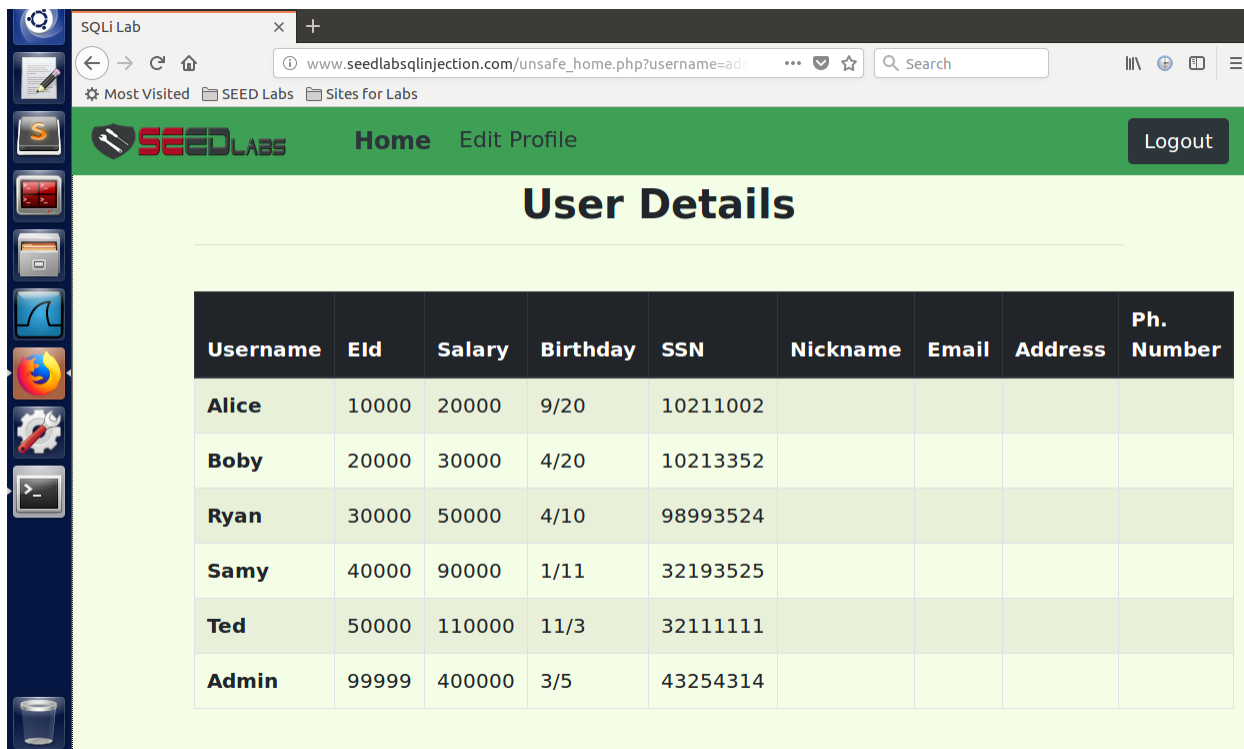 SQLi Lab
www.seedlabsqlinjection.com/unsafe_home.php?username=adn
Search
Most Visited SEED Labs Sites for Labs
SEEDLABS Home Edit Profile Logout
User Details
Username EId Salary Birthday SSN Nickname Email Address Ph. Number
Alice 10000 20000 9/20 10211002
Boby 20000 30000 4/20 10213352
Ryan 30000 50000 4/10 98993524
Samy 40000 90000 1/11 32193525
Ted 50000 110000 11/3 32111111
Admin 99999 400000 3/5 43254314